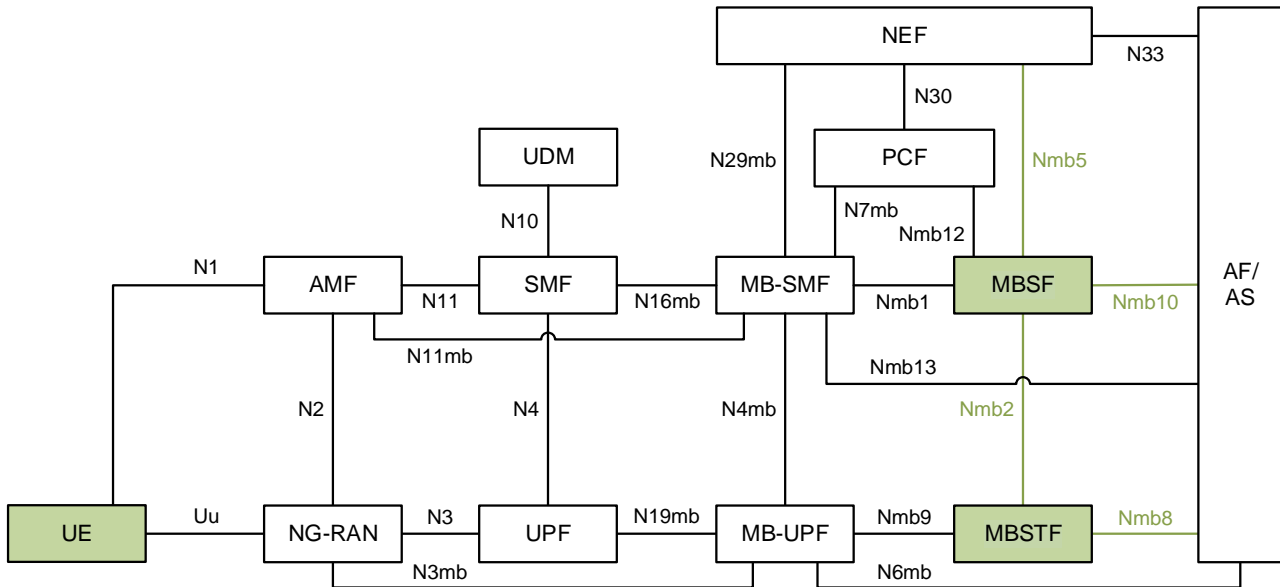 NEF
N33
N30
UDM
PCF
N29mb
Nmb5
N7mb
N10
Nmb12
N1
AMF
N11
SMF
N16mb
MB-SMF
Nmb1
MBSF
Nmb10
AF/
AS
N11mb
Nmb13
N2
N4
N4mb
Nmb2
UE
Uu
NG-RAN
N3
UPF
N19mb
MB-UPF
Nmb9
MBSTF
Nmb8
N3mb
N6mb